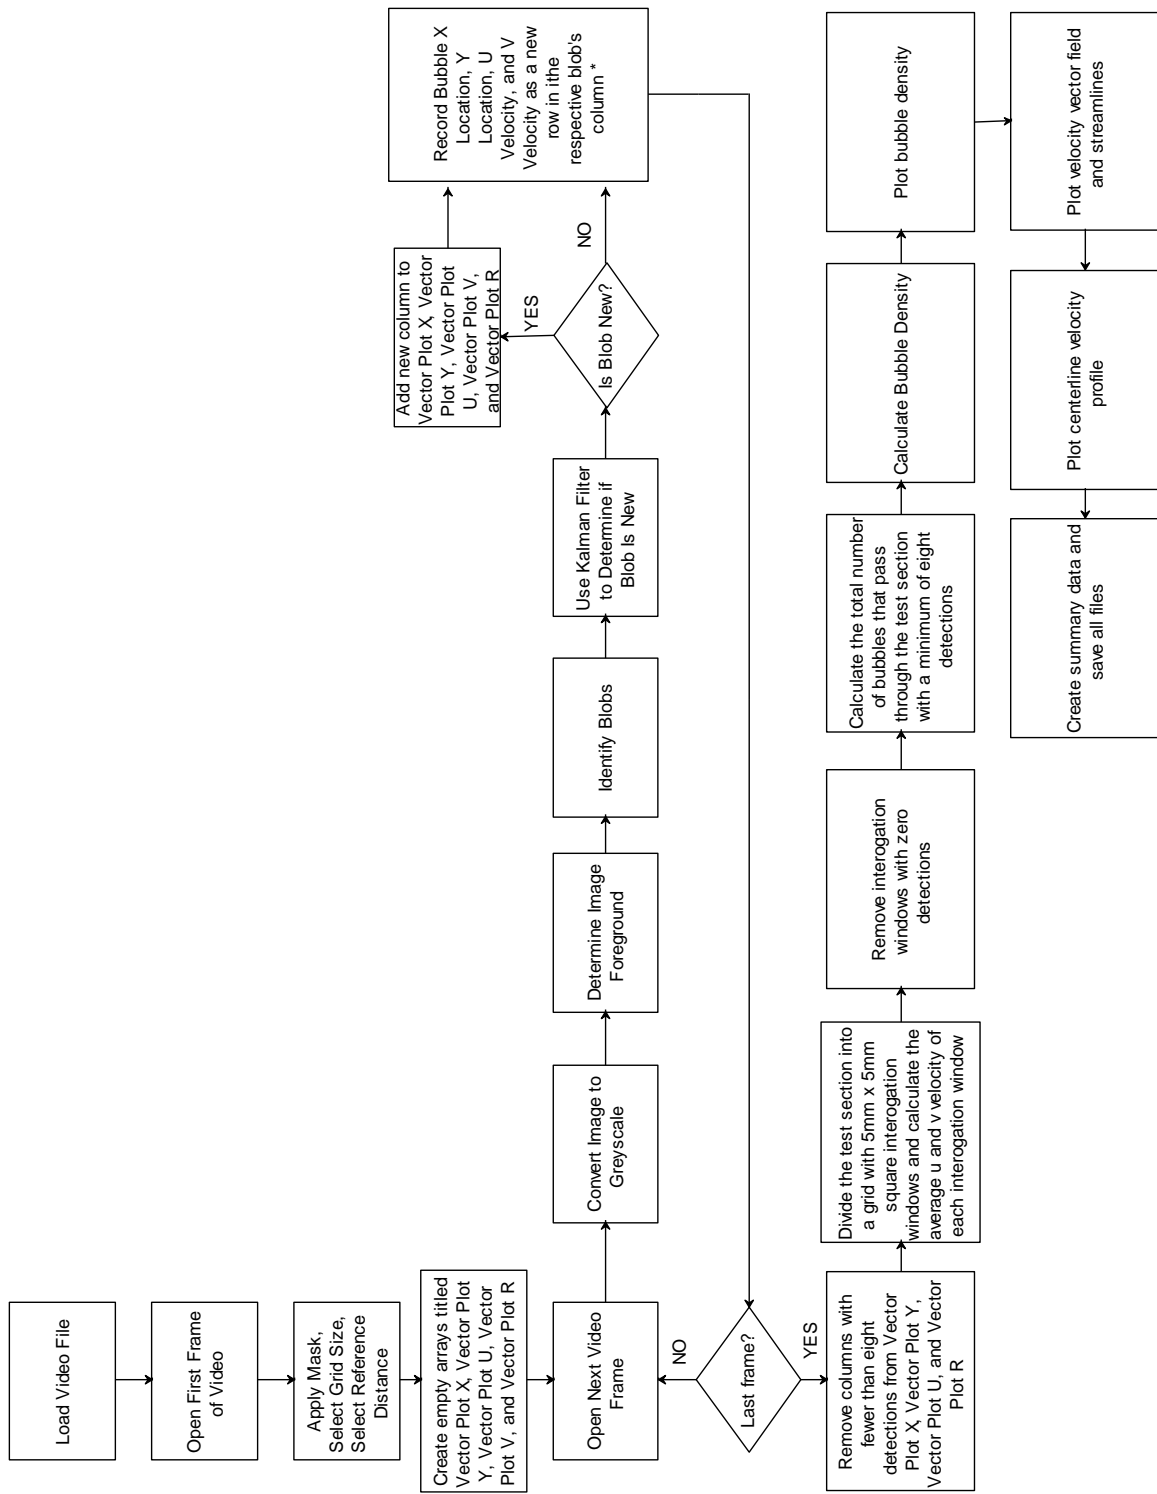 Load Video File
Open First Frame
of Video
Apply Mask,
Select Grid Size,
Select Reference
Distance
Create empty arrays titled
Vector Plot X, Vector Plot
Y, Vector Plot U, Vector
Plot V, and Vector Plot R
Open Next Video
Frame
Convert Image to
Greyscale
Determine Image
Foreground
Identify Blobs
Use Kalman Filter
to Determine if
Blob Is New
Is Blob New?
YES
NO
Add new column to
Vector Plot X, Vector
Plot Y, Vector Plot
U, Vector Plot V,
and Vector Plot R
Record Bubble X
Location, Y
Location, U
Velocity, and V
Velocity as a new
row in ithe
respective blob's
column *
Last frame?
NO
YES
Remove columns with
fewer than eight
detections from Vector
Plot X, Vector Plot Y,
Vector Plot U, and Vector
Plot R
Divide the test section into
a grid with 5mm x 5mm
square interogation
windows and calculate the
average u and v velocity of
each interogation window
Remove interogation
windows with zero
detections
Calculate the total number
of bubbles that pass
through the test section
with a minimum of eight
detections
Calculate Bubble Density
Plot bubble density
Plot velocity vector field
and streamlines
Plot centerline velocity
profile
Create summary data and
save all files